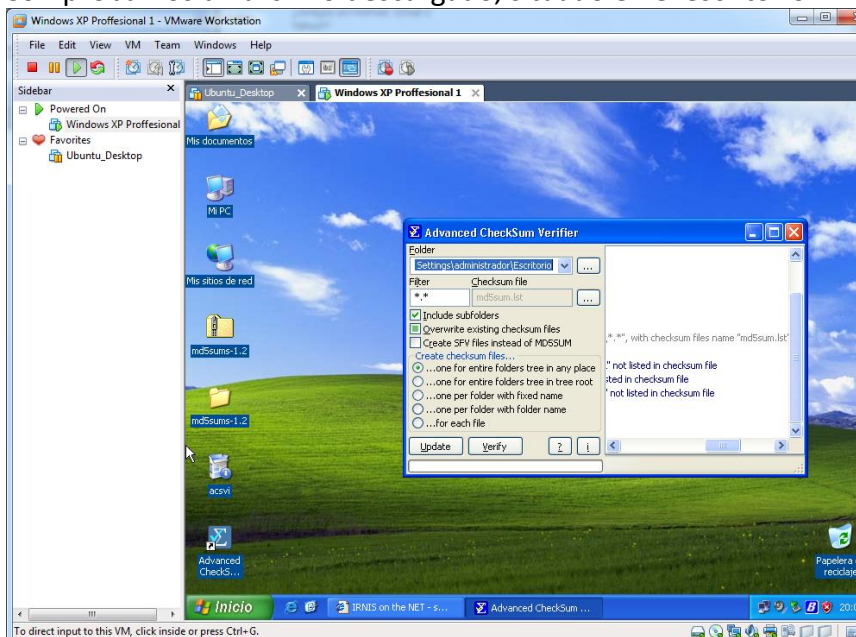 Windows XP Proffesional 1 - VMware Workstation
File Edit View VM Team Windows Help
Sidebar
Powered On
Windows XP Proffesional
Favorites
Ubuntu_Desktop
Ubuntu_Desktop
Windows XP Proffesional 1
Mis documentos
Mi PC
Mis sitios de red
md5sums-1.2
md5sums-1.2
acsvi
Advanced
CheckS...
Advanced CheckSum Verifier
Folder
Settings\administrador\Escritorio
...
Filter Checksum file
*.* md5sum.lst ...
Include subfolders
Overwrite existing checksum files
Create SFV files instead of MD5SUM
Create checksum files...
...one for entire folders tree in any place
...one for entire folders tree in tree root
...one per folder with fixed name
...one per folder with folder name
...for each file
Update Verify ? i
*.*", with checksum files name "md5sum.lst"
" not listed in checksum file
sted in checksum file
" not listed in checksum file
Papelera
reciclaje
Inicio
IRNIS on the NET - s...
Advanced CheckSum ...
20:0
To direct input to this VM, click inside or press Ctrl+G.